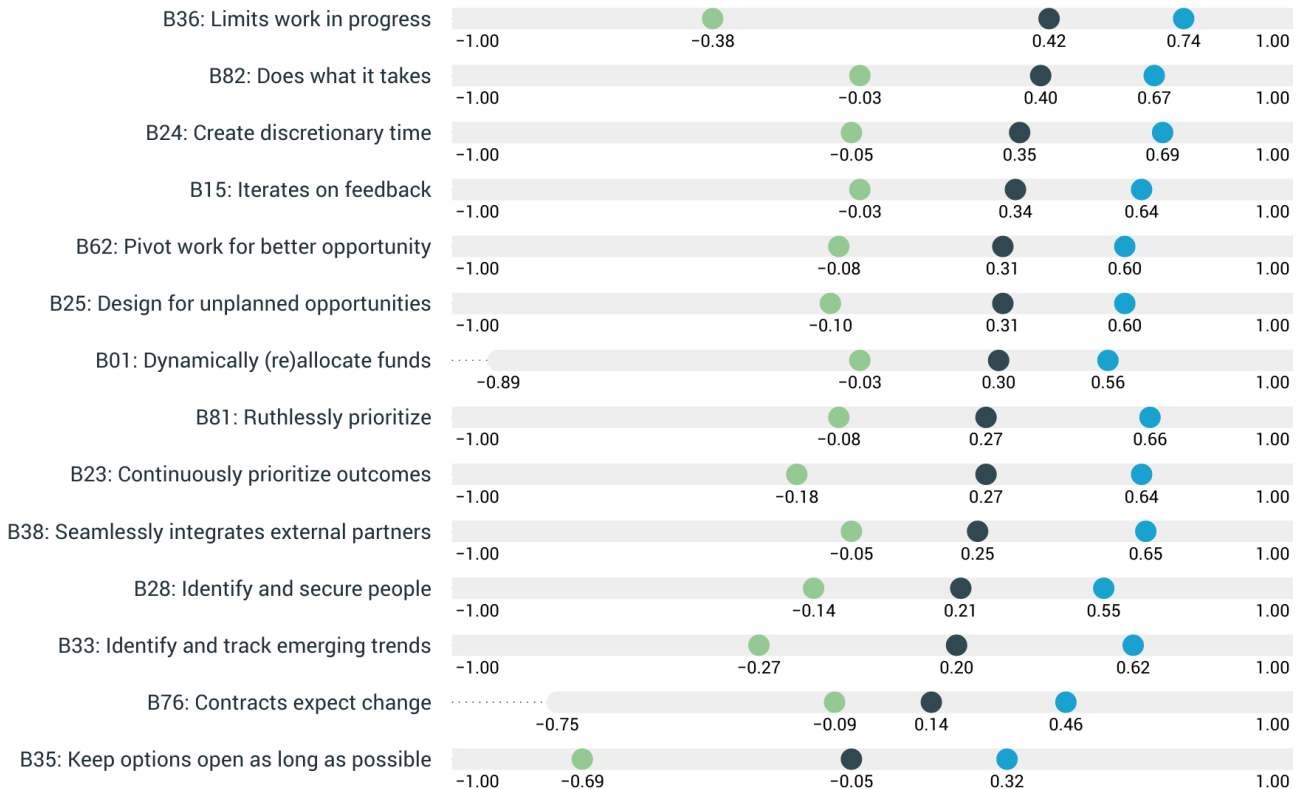 B36: Limits work in progress
−1.00 −0.38 0.42 0.74 1.00
B82: Does what it takes
−1.00 −0.03 0.40 0.67 1.00
B24: Create discretionary time
−1.00 −0.05 0.35 0.69 1.00
B15: Iterates on feedback
−1.00 −0.03 0.34 0.64 1.00
B62: Pivot work for better opportunity
−1.00 −0.08 0.31 0.60 1.00
B25: Design for unplanned opportunities
−1.00 −0.10 0.31 0.60 1.00
B01: Dynamically (re)allocate funds
−0.89 −0.03 0.30 0.56 1.00
B81: Ruthlessly prioritize
−1.00 −0.08 0.27 0.66 1.00
B23: Continuously prioritize outcomes
−1.00 −0.18 0.27 0.64 1.00
B38: Seamlessly integrates external partners
−1.00 −0.05 0.25 0.65 1.00
B28: Identify and secure people
−1.00 −0.14 0.21 0.55 1.00
B33: Identify and track emerging trends
−1.00 −0.27 0.20 0.62 1.00
B76: Contracts expect change
−0.75 −0.09 0.14 0.46 1.00
B35: Keep options open as long as possible
−1.00 −0.69 −0.05 0.32 1.00